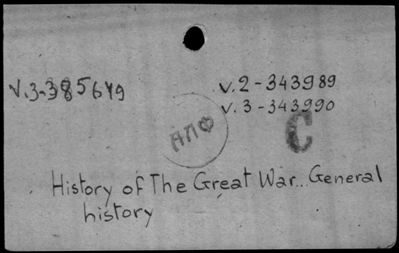 v.3-385649
v.2-343989
v.3-343990
АПФ
C
History of The Great War... General
history